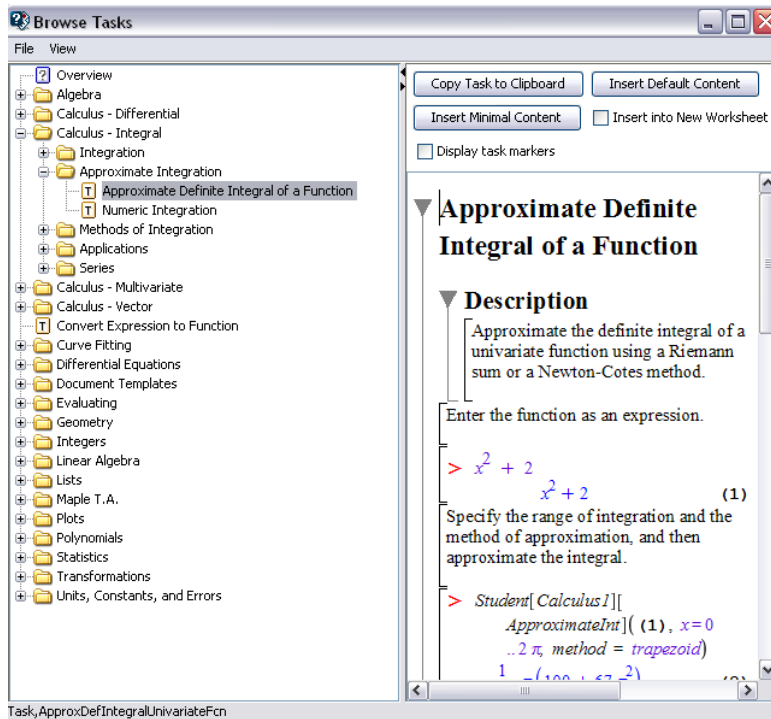 Browse Tasks
File View
Overview
Algebra
Calculus - Differential
Calculus - Integral
Integration
Approximate Integration
Approximate Definite Integral of a Function
Numeric Integration
Methods of Integration
Applications
Series
Calculus - Multivariate
Calculus - Vector
Convert Expression to Function
Curve Fitting
Differential Equations
Document Templates
Evaluating
Geometry
Integers
Linear Algebra
Lists
Maple T.A.
Plots
Polynomials
Statistics
Transformations
Units, Constants, and Errors
Copy Task to Clipboard Insert Default Content
Insert Minimal Content Insert into New Worksheet
Display task markers
Approximate Definite
Integral of a Function
Description
Approximate the definite integral of a
univariate function using a Riemann
sum or a Newton-Cotes method.
Enter the function as an expression.
> x² + 2
x² + 2 (1)
Specify the range of integration and the
method of approximation, and then
approximate the integral.
> Student[Calculus1][
ApproximateInt]( (1), x=0
..2 π, method = trapezoid)
Task,ApproxDefIntegralUnivariateFcn